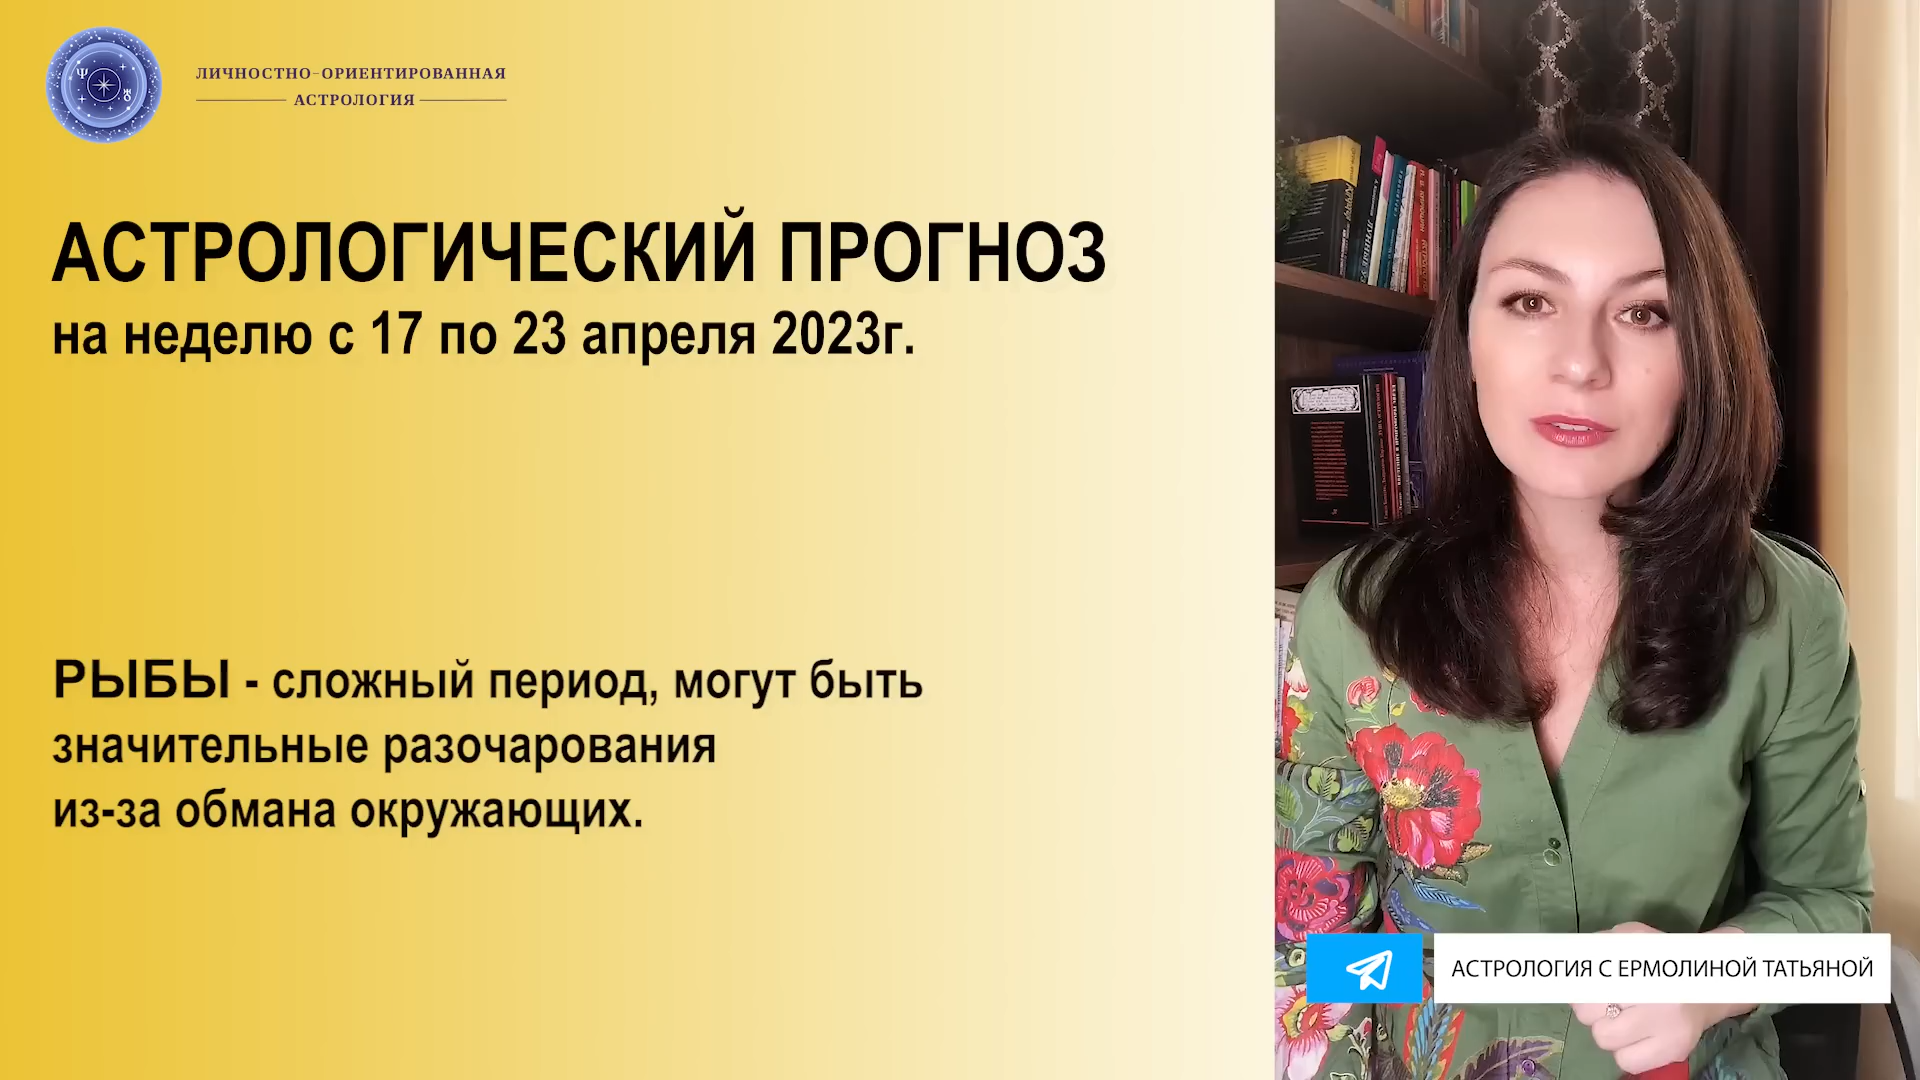 ЛИЧНОСТНО-ОРИЕНТИРОВАННАЯ
АСТРОЛОГИЯ
АСТРОЛОГИЧЕСКИЙ ПРОГНОЗ
на неделю с 17 по 23 апреля 2023г.
РЫБЫ - сложный период, могут быть
значительные разочарования
из-за обмана окружающих.
АСТРОЛОГИЯ С ЕРМОЛИНОЙ ТАТЬЯНОЙ